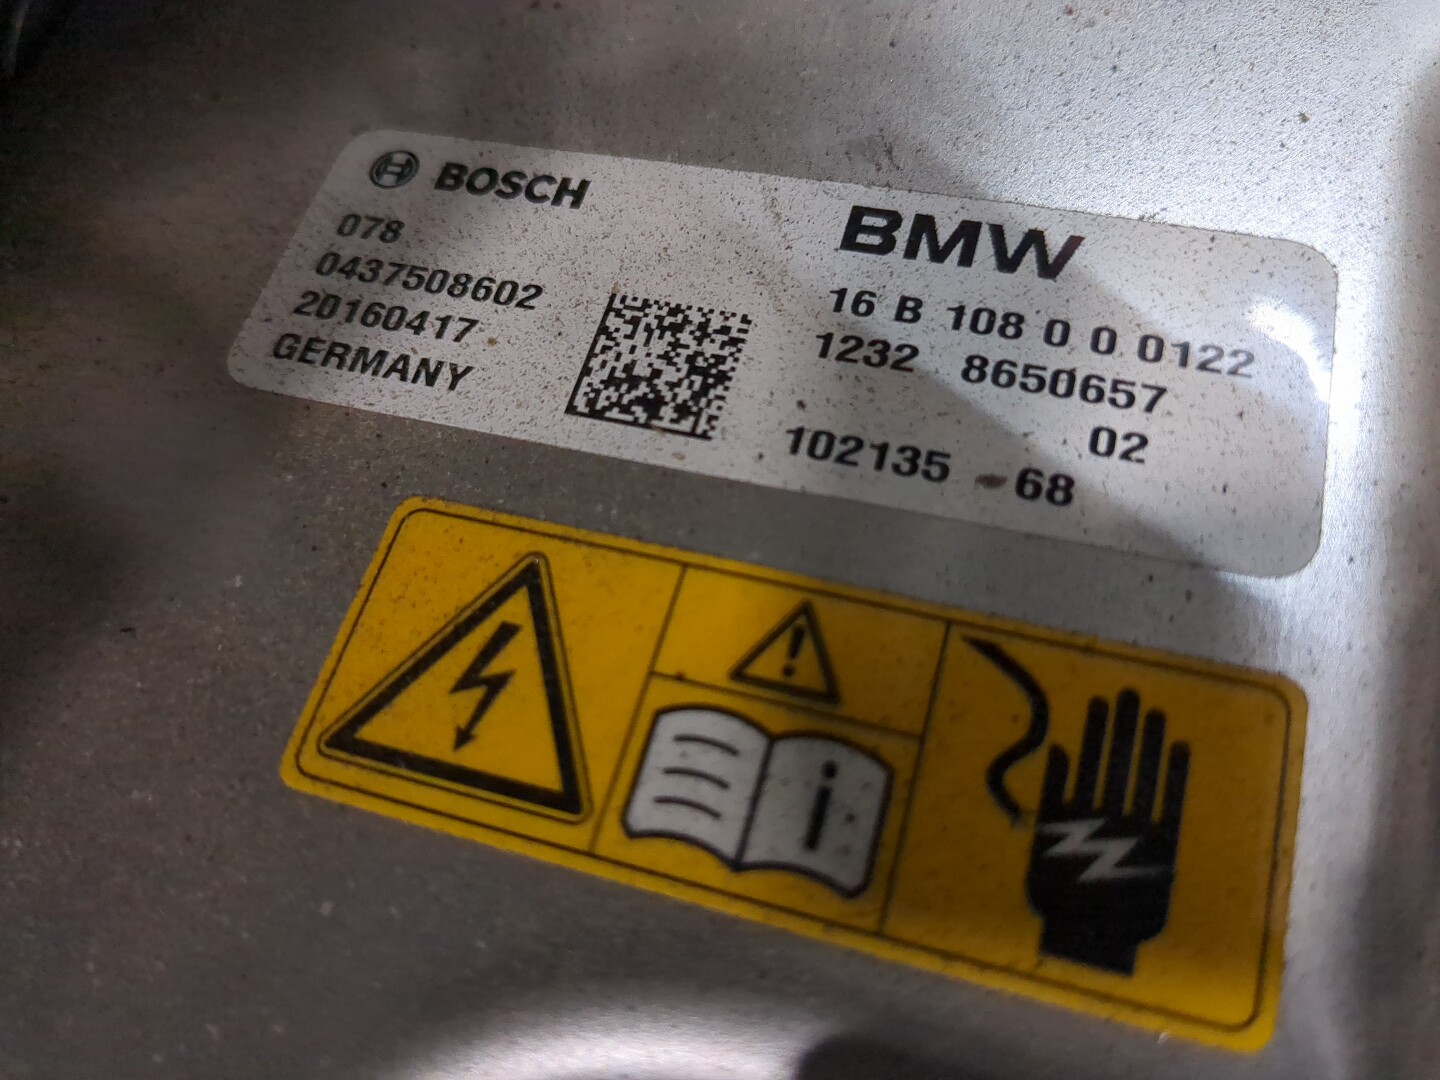 BOSCH
078
0437508602
20160417
GERMANY
BMW
16 B 108 0 0 0122
1232 8650657
02
102135 - 68